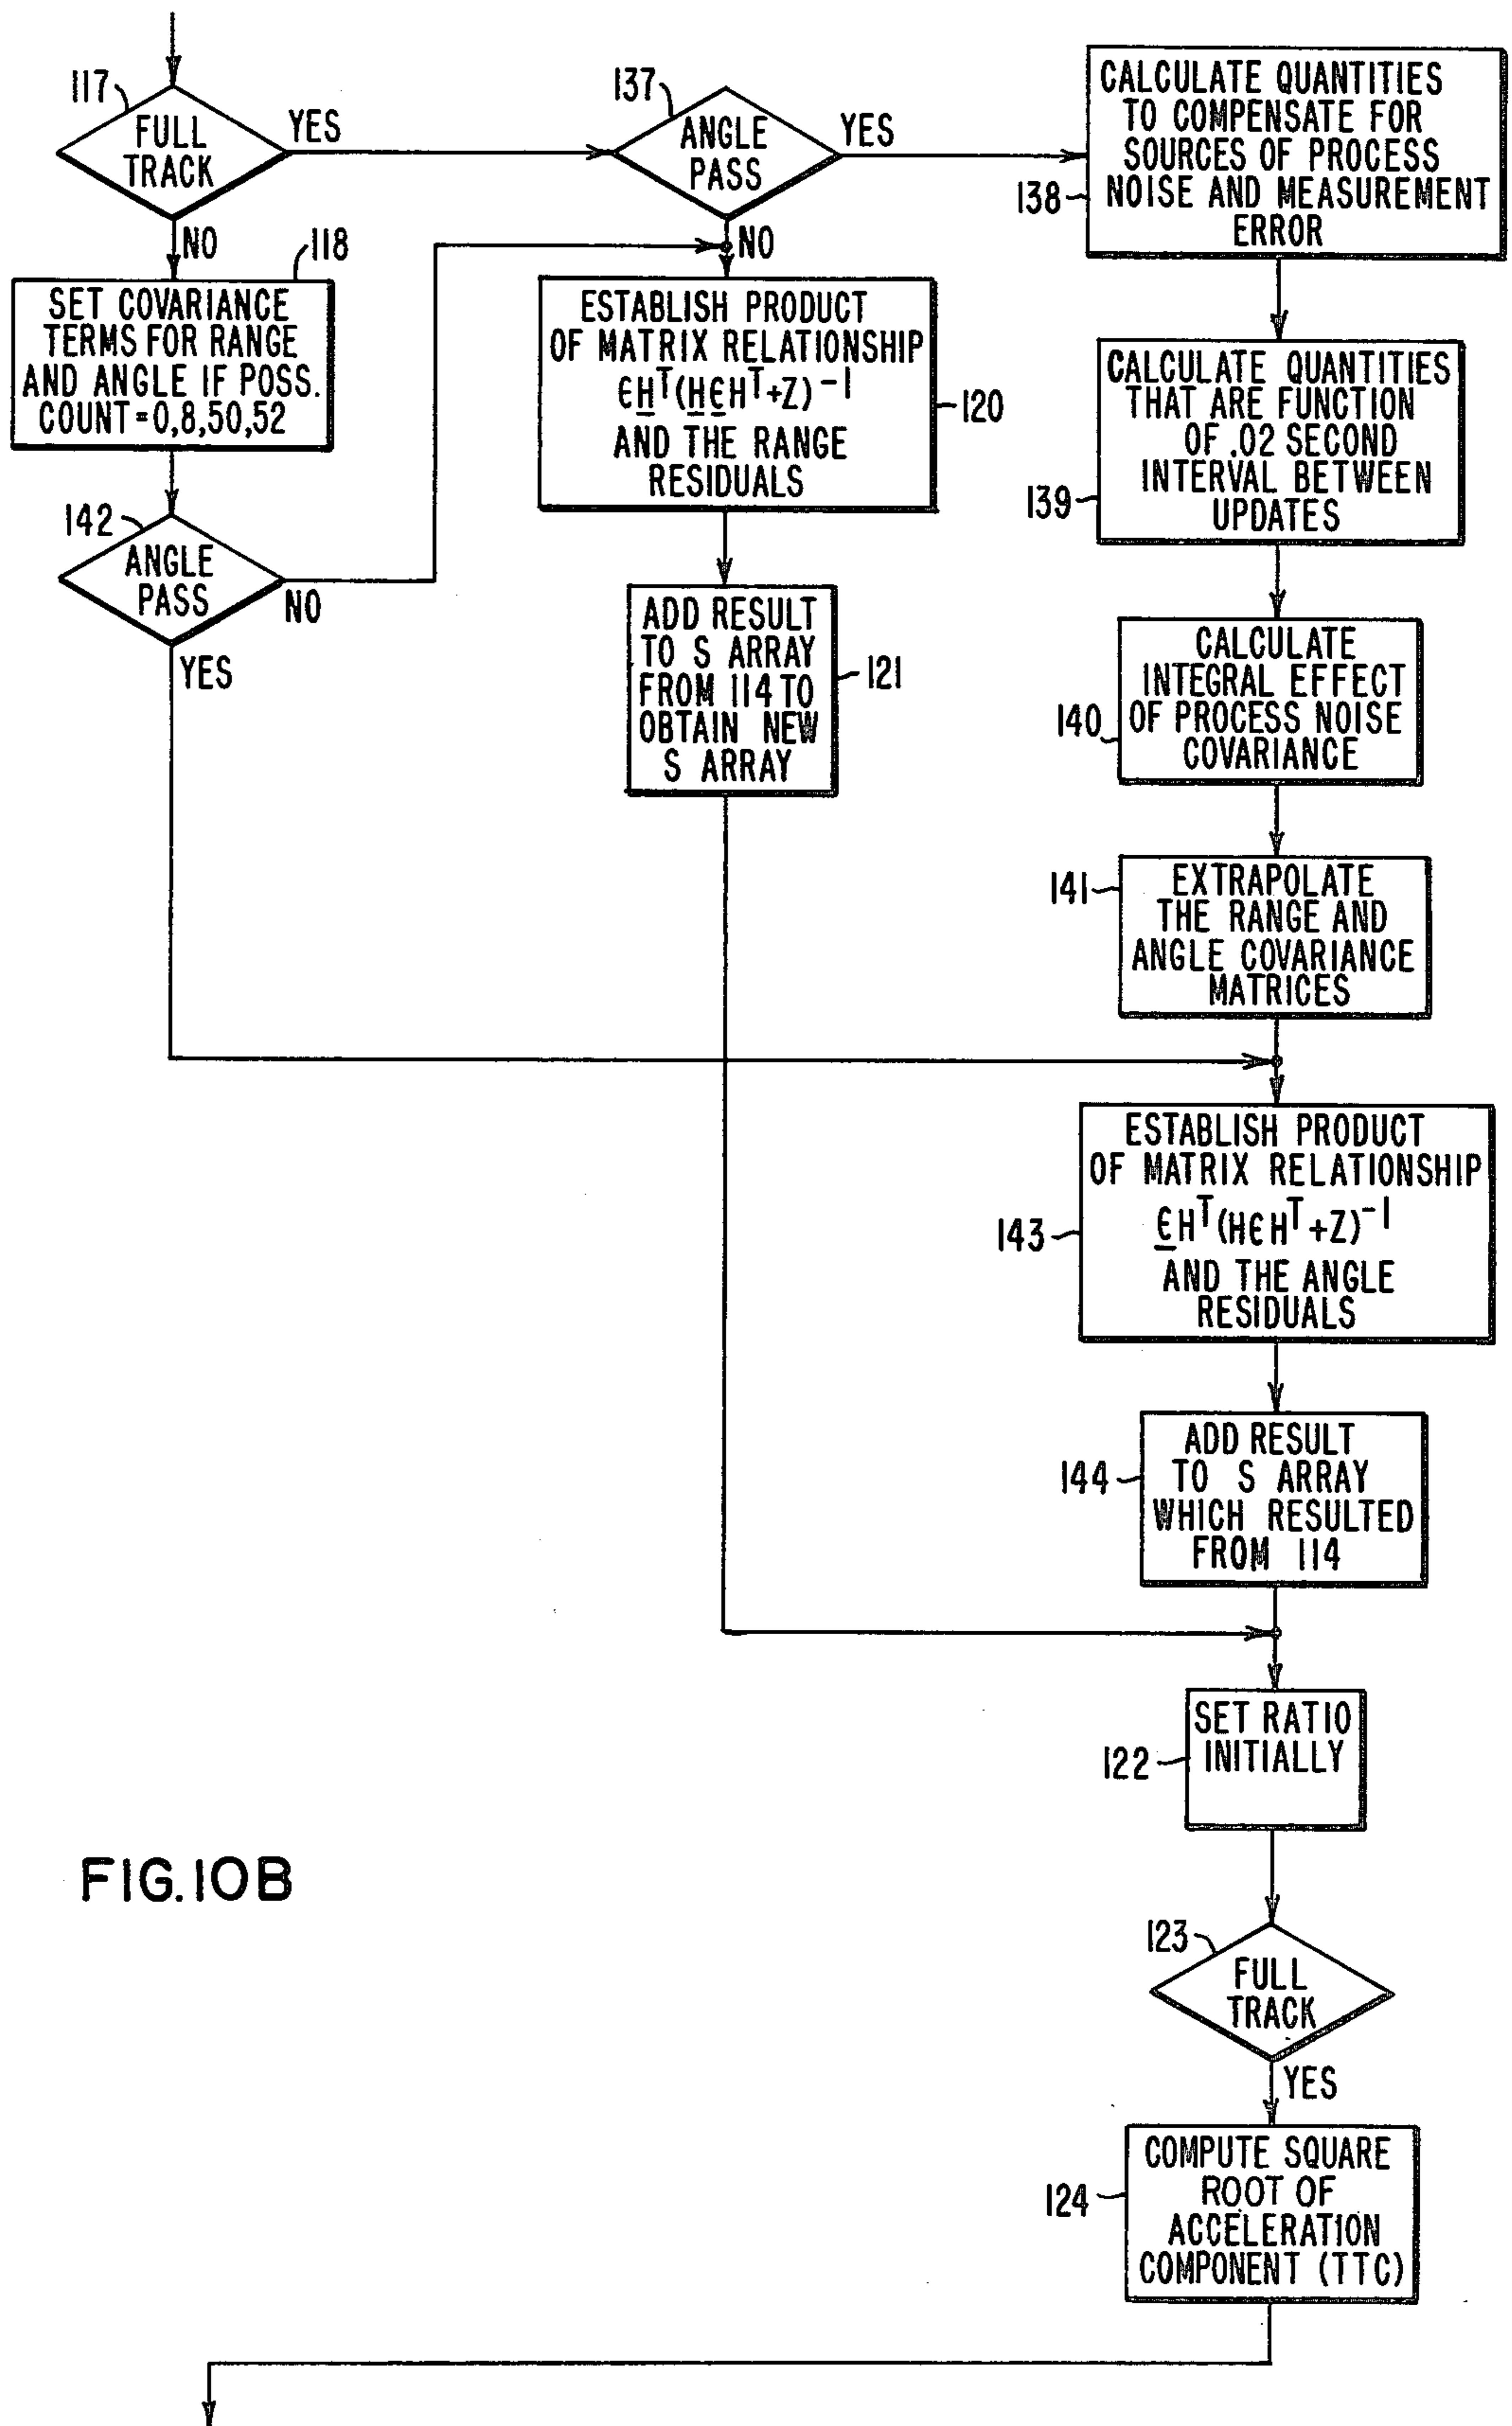 117
FULL
TRACK
YES
NO
137
ANGLE
PASS
YES
NO
138
CALCULATE QUANTITIES
TO COMPENSATE FOR
SOURCES OF PROCESS
NOISE AND MEASUREMENT
ERROR
118
SET COVARIANCE
TERMS FOR RANGE
AND ANGLE IF POSS.
COUNT=0,8,50,52
ESTABLISH PRODUCT
OF MATRIX RELATIONSHIP
ϵH̲ᵀ(H̲ϵ̲Hᵀ+Z)⁻¹
AND THE RANGE
RESIDUALS
120
139
CALCULATE QUANTITIES
THAT ARE FUNCTION
OF .02 SECOND
INTERVAL BETWEEN
UPDATES
142
ANGLE
PASS
NO
YES
ADD RESULT
TO S ARRAY
FROM 114 TO
OBTAIN NEW
S ARRAY
121
140
CALCULATE
INTEGRAL EFFECT
OF PROCESS NOISE
COVARIANCE
141
EXTRAPOLATE
THE RANGE AND
ANGLE COVARIANCE
MATRICES
143
ESTABLISH PRODUCT
OF MATRIX RELATIONSHIP
ϵ̲Hᵀ(HϵHᵀ+Z)⁻¹
AND THE ANGLE
RESIDUALS
144
ADD RESULT
TO S ARRAY
WHICH RESULTED
FROM 114
122
SET RATIO
INITIALLY
FIG.10B
123
FULL
TRACK
YES
124
COMPUTE SQUARE
ROOT OF
ACCELERATION
COMPONENT (TTC)